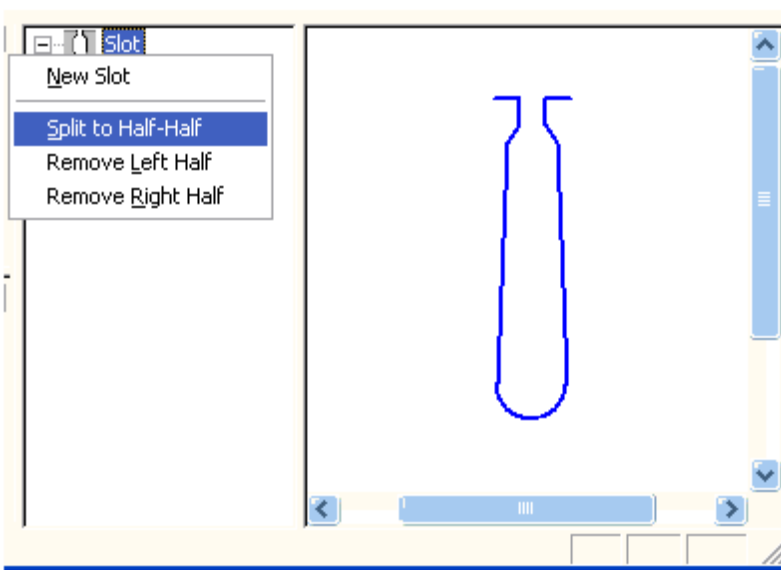 Slot
New Slot
Split to Half-Half
Remove Left Half
Remove Right Half